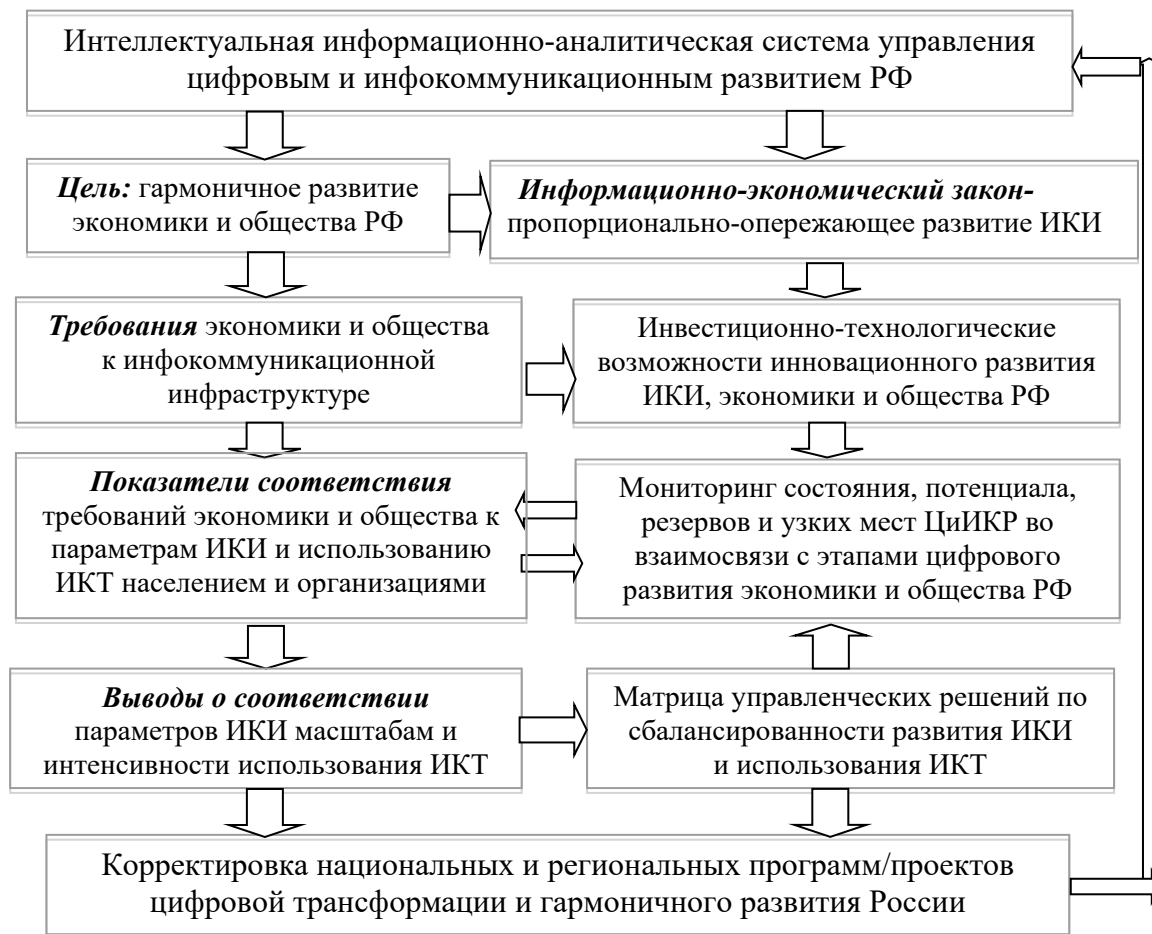 Интеллектуальная информационно-аналитическая система управления
цифровым и инфокоммуникационным развитием РФ
Цель: гармоничное развитие
экономики и общества РФ
Информационно-экономический закон-
пропорционально-опережающее развитие ИКИ
Требования экономики и общества
к инфокоммуникационной
инфраструктуре
Инвестиционно-технологические
возможности инновационного развития
ИКИ, экономики и общества РФ
Показатели соответствия
требований экономики и общества к
параметрам ИКИ и использованию
ИКТ населением и организациями
Мониторинг состояния, потенциала,
резервов и узких мест ЦиИКР во
взаимосвязи с этапами цифрового
развития экономики и общества РФ
Выводы о соответствии
параметров ИКИ масштабам и
интенсивности использования ИКТ
Матрица управленческих решений по
сбалансированности развития ИКИ
и использования ИКТ
Корректировка национальных и региональных программ/проектов
цифровой трансформации и гармоничного развития России